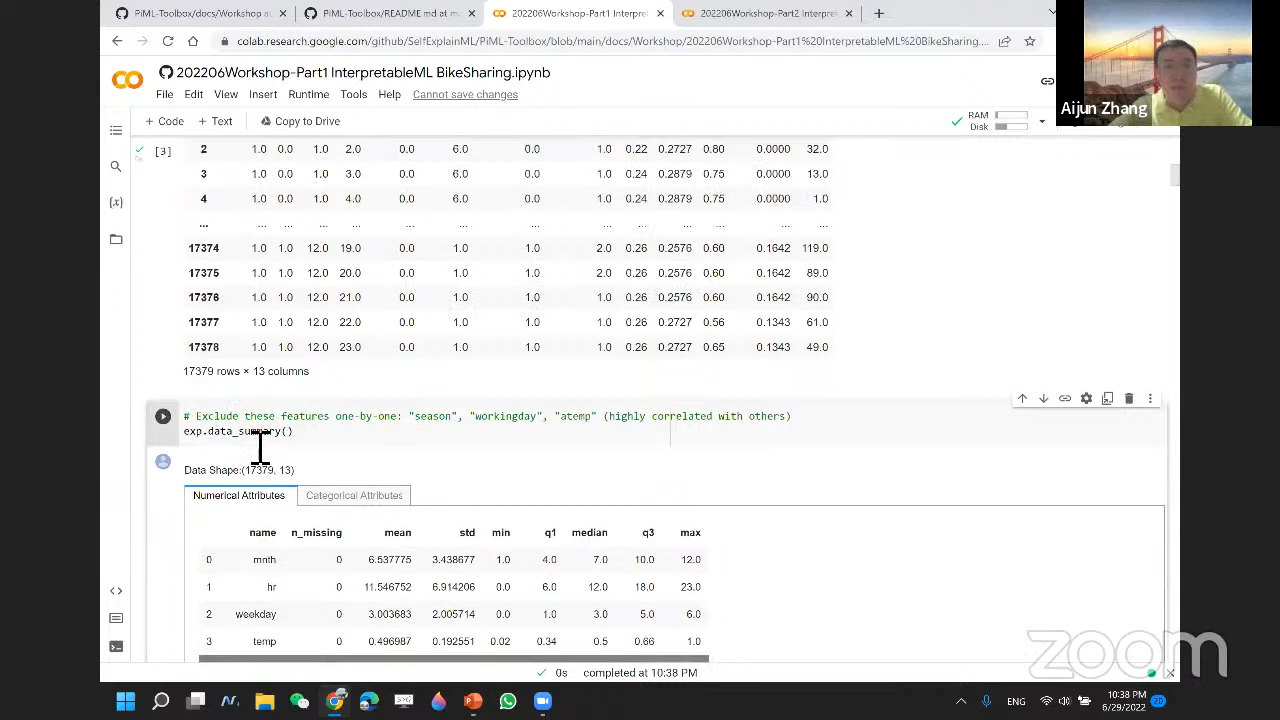 PiML-Toolbox/docs/Workshop a
PiML-Toolbox/README.md at m
202206Workshop-Part1 Interpret
202206Workshop-Part2 Interpret
colab.research.google.com/github/SelfExplainML/PiML-Toolbox/blob/main/docs/Workshop/202206Workshop-Part1%20InterpretableML%20BikeSharing....
202206Workshop-Part1 InterpretableML BikeSharing.ipynb
File Edit View Insert Runtime Tools Help Cannot save changes
Aijun Zhang
+ Code + Text Copy to Drive
RAM
Disk
[3] 2 1.0 0.0 1.0 2.0 0.0 6.0 0.0 1.0 0.22 0.2727 0.80 0.0000 32.0
3 1.0 0.0 1.0 3.0 0.0 6.0 0.0 1.0 0.24 0.2879 0.75 0.0000 13.0
4 1.0 0.0 1.0 4.0 0.0 6.0 0.0 1.0 0.24 0.2879 0.75 0.0000 1.0
... ... ... ... ... ... ... ... ... ... ... ... ... ...
17374 1.0 1.0 12.0 19.0 0.0 1.0 1.0 2.0 0.26 0.2576 0.60 0.1642 119.0
17375 1.0 1.0 12.0 20.0 0.0 1.0 1.0 2.0 0.26 0.2576 0.60 0.1642 89.0
17376 1.0 1.0 12.0 21.0 0.0 1.0 1.0 1.0 0.26 0.2576 0.60 0.1642 90.0
17377 1.0 1.0 12.0 22.0 0.0 1.0 1.0 1.0 0.26 0.2727 0.56 0.1343 61.0
17378 1.0 1.0 12.0 23.0 0.0 1.0 1.0 1.0 0.26 0.2727 0.65 0.1343 49.0
17379 rows × 13 columns
# Exclude these features one-by-one: "season", "workingday", "atemp" (highly correlated with others)
exp.data_summary()
Data Shape:(17379, 13)
Numerical Attributes Categorical Attributes
name n_missing mean std min q1 median q3 max
0 mnth 0 6.537775 3.438677 1.0 4.0 7.0 10.0 12.0
1 hr 0 11.546752 6.914206 0.0 6.0 12.0 18.0 23.0
2 weekday 0 3.003683 2.005714 0.0 1.0 3.0 5.0 6.0
3 temp 0 0.496987 0.192551 0.02 0.34 0.5 0.66 1.0
zoom
0s completed at 10:38 PM
ENG
10:38 PM
6/29/2022
20